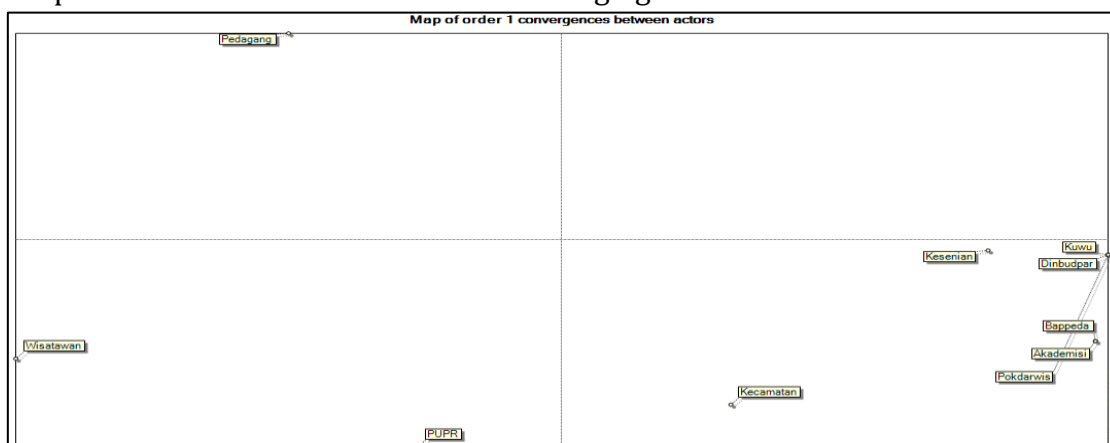 Map of order 1 convergences between actors
Pedagang
Kuwu
Kesenian
Dinbudpar
Bappeda
Wisatawan
Akademisi
Pokdarwis
Kecamatan
PUPR